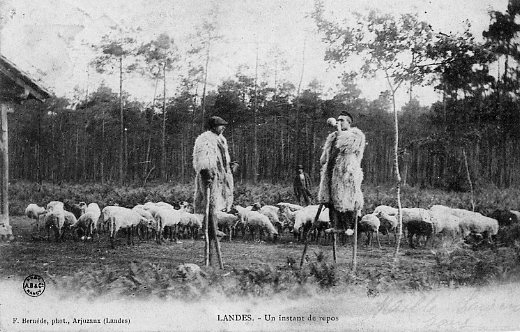 LANDES. - Un instant de repos
F. Bernède, phot., Arjuzanx (Landes)